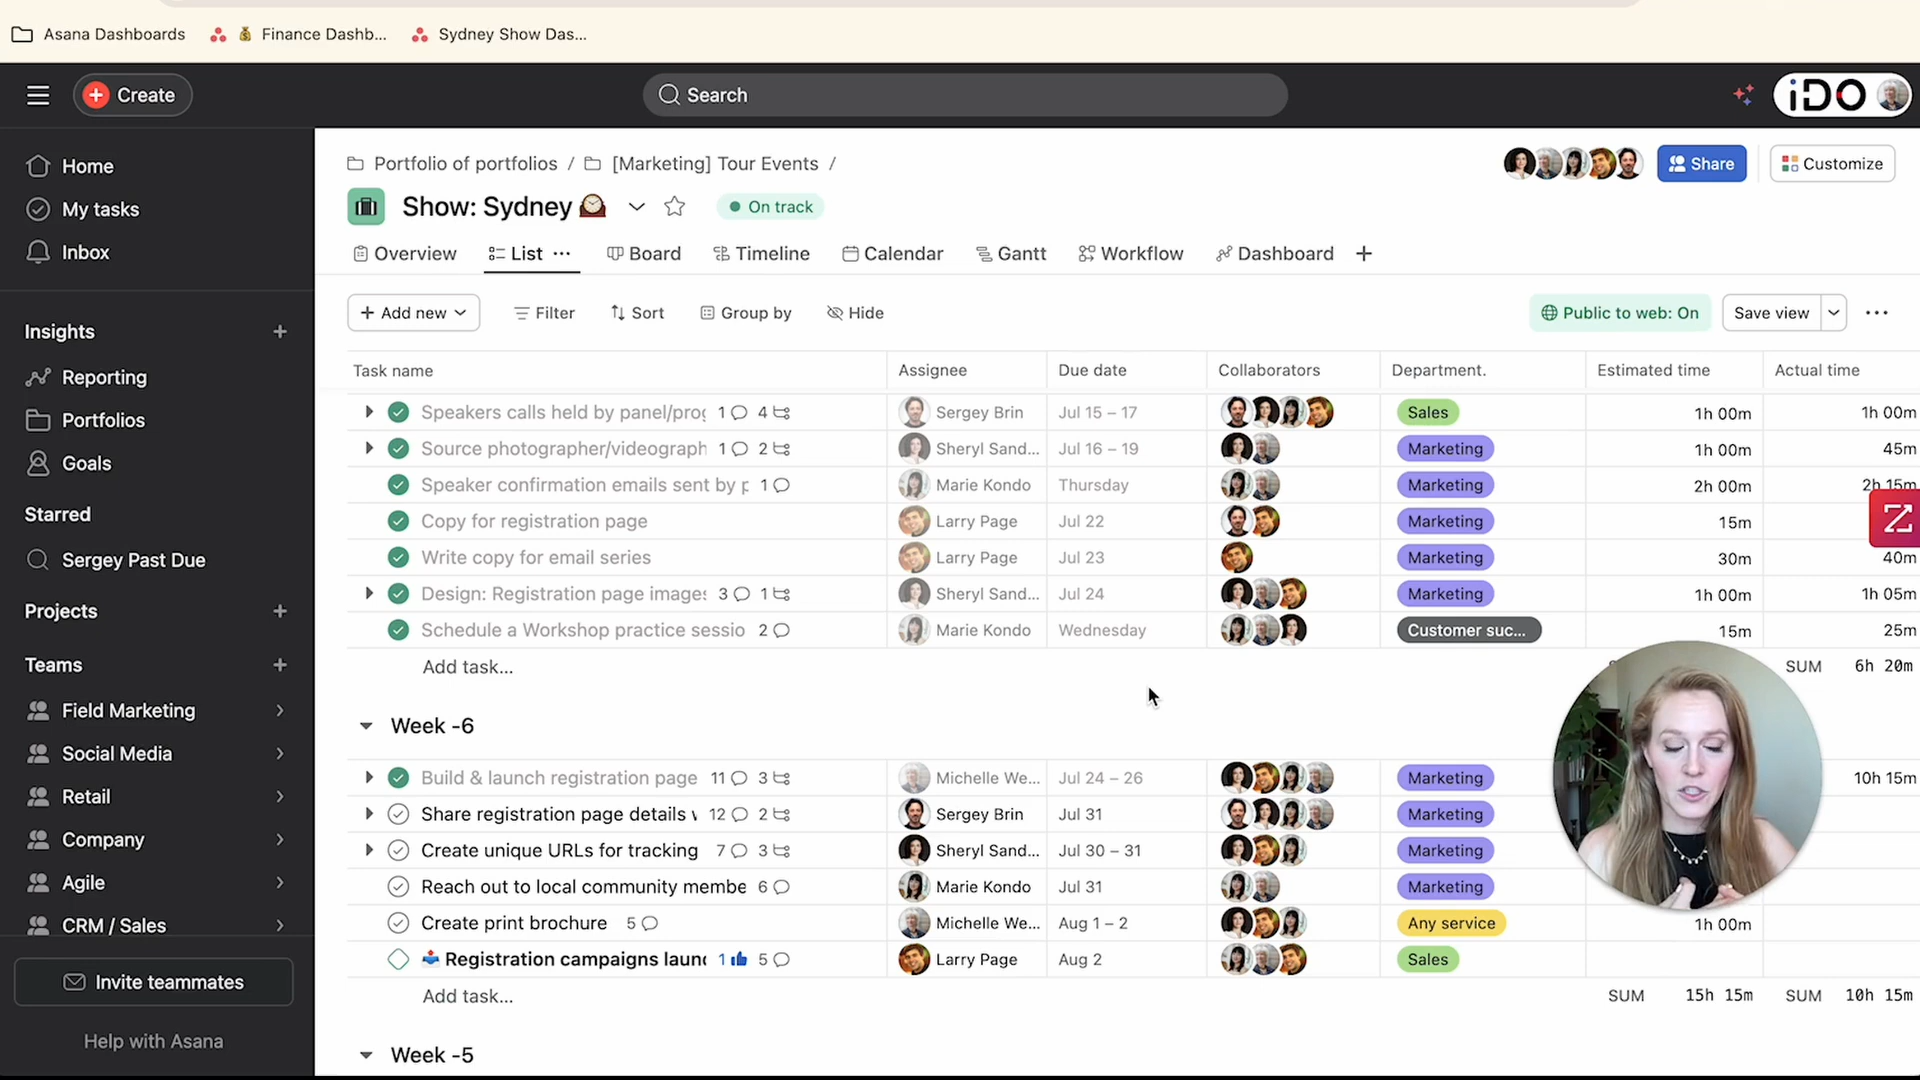 Asana Dashboards
Finance Dashb...
Sydney Show Das...
Create
Search
iDO
Home
My tasks
Inbox
Insights
Reporting
Portfolios
Goals
Starred
Sergey Past Due
Projects
Teams
Field Marketing
Social Media
Retail
Company
Agile
CRM / Sales
Invite teammates
Help with Asana
Portfolio of portfolios / [Marketing] Tour Events /
Share
Customize
Show: Sydney
On track
Overview
List
Board
Timeline
Calendar
Gantt
Workflow
Dashboard
+ Add new
Filter
Sort
Group by
Hide
Public to web: On
Save view
Task name Assignee Due date Collaborators Department. Estimated time Actual time
Speakers calls held by panel/prog 1 4 Sergey Brin Jul 15 – 17 Sales 1h 00m 1h 00m
Source photographer/videograph 1 2 Sheryl Sand... Jul 16 – 19 Marketing 1h 00m 45m
Speaker confirmation emails sent by p 1 Marie Kondo Thursday Marketing 2h 00m 2h 15m
Copy for registration page Larry Page Jul 22 Marketing 15m
Write copy for email series Larry Page Jul 23 Marketing 30m 40m
Design: Registration page images 3 1 Sheryl Sand... Jul 24 Marketing 1h 00m 1h 05m
Schedule a Workshop practice sessio 2 Marie Kondo Wednesday Customer suc... 15m 25m
Add task...
SUM 6h 20m
Week -6
Build & launch registration page 11 3 Michelle We... Jul 24 – 26 Marketing 10h 15m
Share registration page details 12 2 Sergey Brin Jul 31 Marketing
Create unique URLs for tracking 7 3 Sheryl Sand... Jul 30 – 31 Marketing
Reach out to local community membe 6 Marie Kondo Jul 31 Marketing
Create print brochure 5 Michelle We... Aug 1 – 2 Any service 1h 00m
Registration campaigns laun 1 5 Larry Page Aug 2 Sales
Add task...
SUM 15h 15m SUM 10h 15m
Week -5